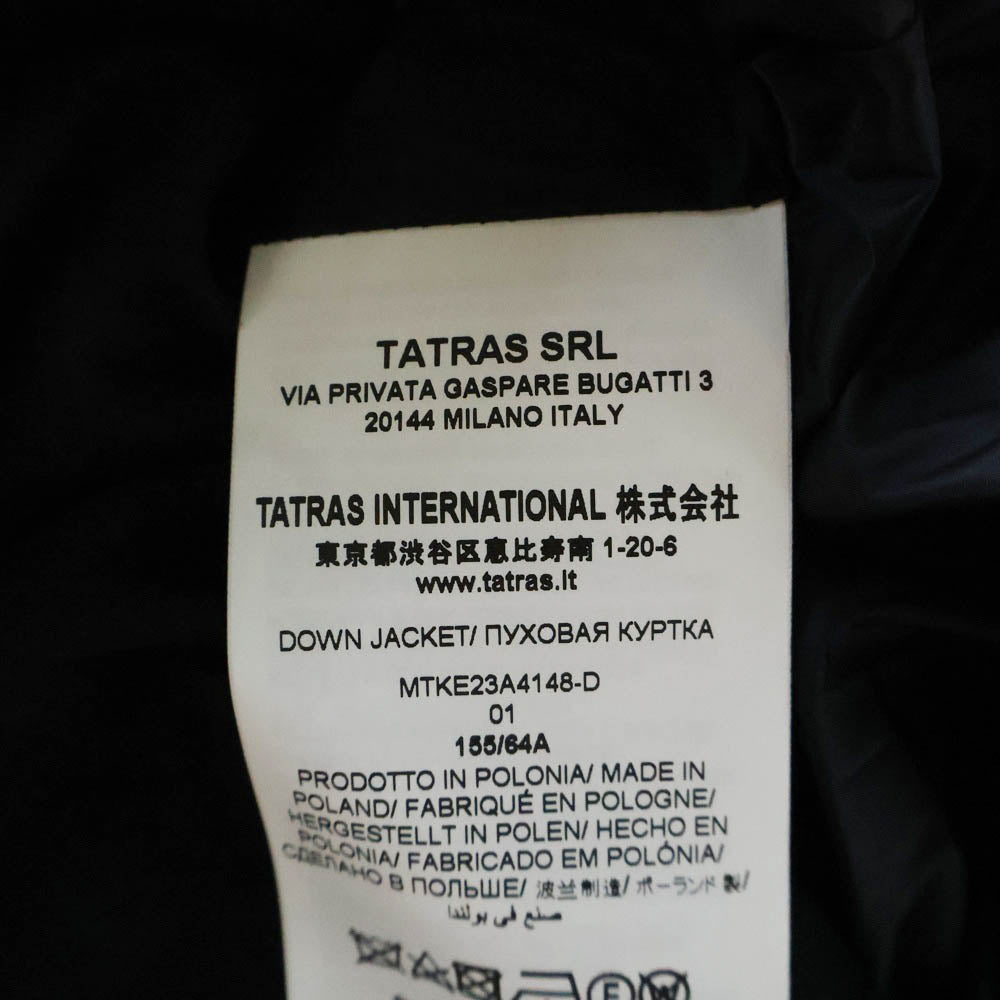 TATRAS SRL
VIA PRIVATA GASPARE BUGATTI 3
20144 MILANO ITALY
TATRAS INTERNATIONAL 株式会社
東京都渋谷区恵比寿南 1-20-6
www.tatras.it
DOWN JACKET/ ПУХОВАЯ КУРТКА
MTKE23A4148-D
01
155/64A
PRODOTTO IN POLONIA/ MADE IN
POLAND/ FABRIQUÉ EN POLOGNE/
HERGESTELLT IN POLEN/ HECHO EN
POLONIA/ FABRICADO EM POLÓNIA/
СДЕЛАНО В ПОЛЬШЕ/ 波兰制造/ ポーランド製/
صنع في بولندا